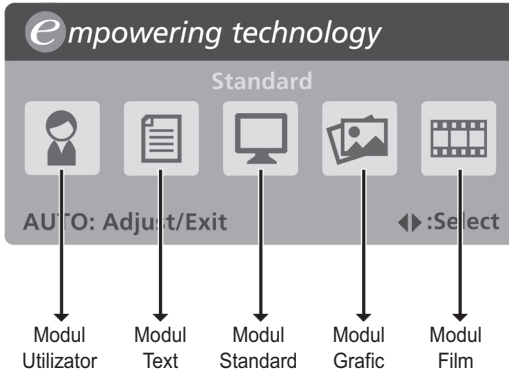 empowering technology
Standard
AUTO: Adjust/Exit
:Select
Modul Utilizator
Modul Text
Modul Standard
Modul Grafic
Modul Film